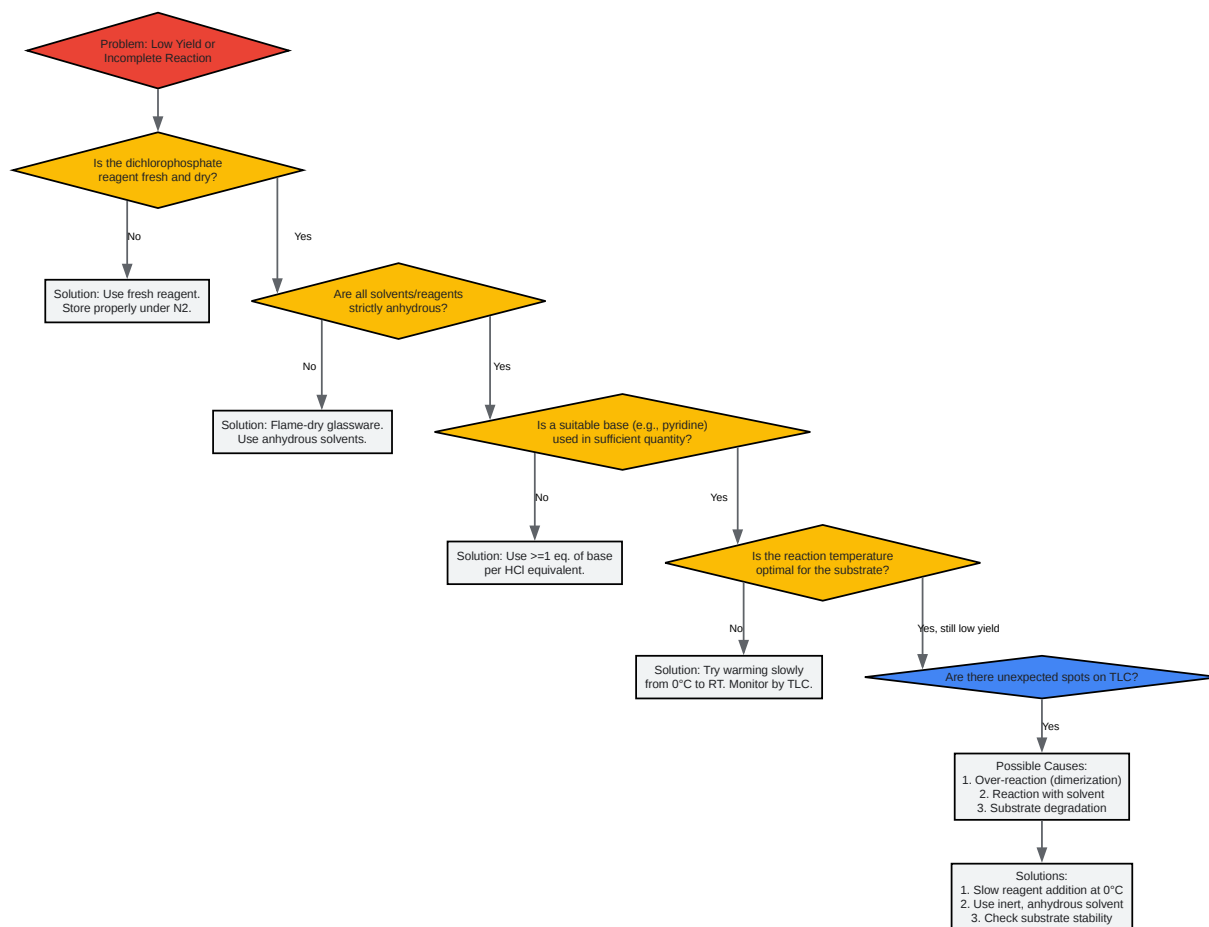 Problem: Low Yield or
Incomplete Reaction
Is the dichlorophosphate
reagent fresh and dry?
No
Yes
Solution: Use fresh reagent.
Store properly under N2.
Are all solvents/reagents
strictly anhydrous?
No
Yes
Solution: Flame-dry glassware.
Use anhydrous solvents.
Is a suitable base (e.g., pyridine)
used in sufficient quantity?
No
Yes
Solution: Use >=1 eq. of base
per HCl equivalent.
Is the reaction temperature
optimal for the substrate?
No
Yes, still low yield
Solution: Try warming slowly
from 0°C to RT. Monitor by TLC.
Are there unexpected spots on TLC?
Yes
Possible Causes:
1. Over-reaction (dimerization)
2. Reaction with solvent
3. Substrate degradation
Solutions:
1. Slow reagent addition at 0°C
2. Use inert, anhydrous solvent
3. Check substrate stability